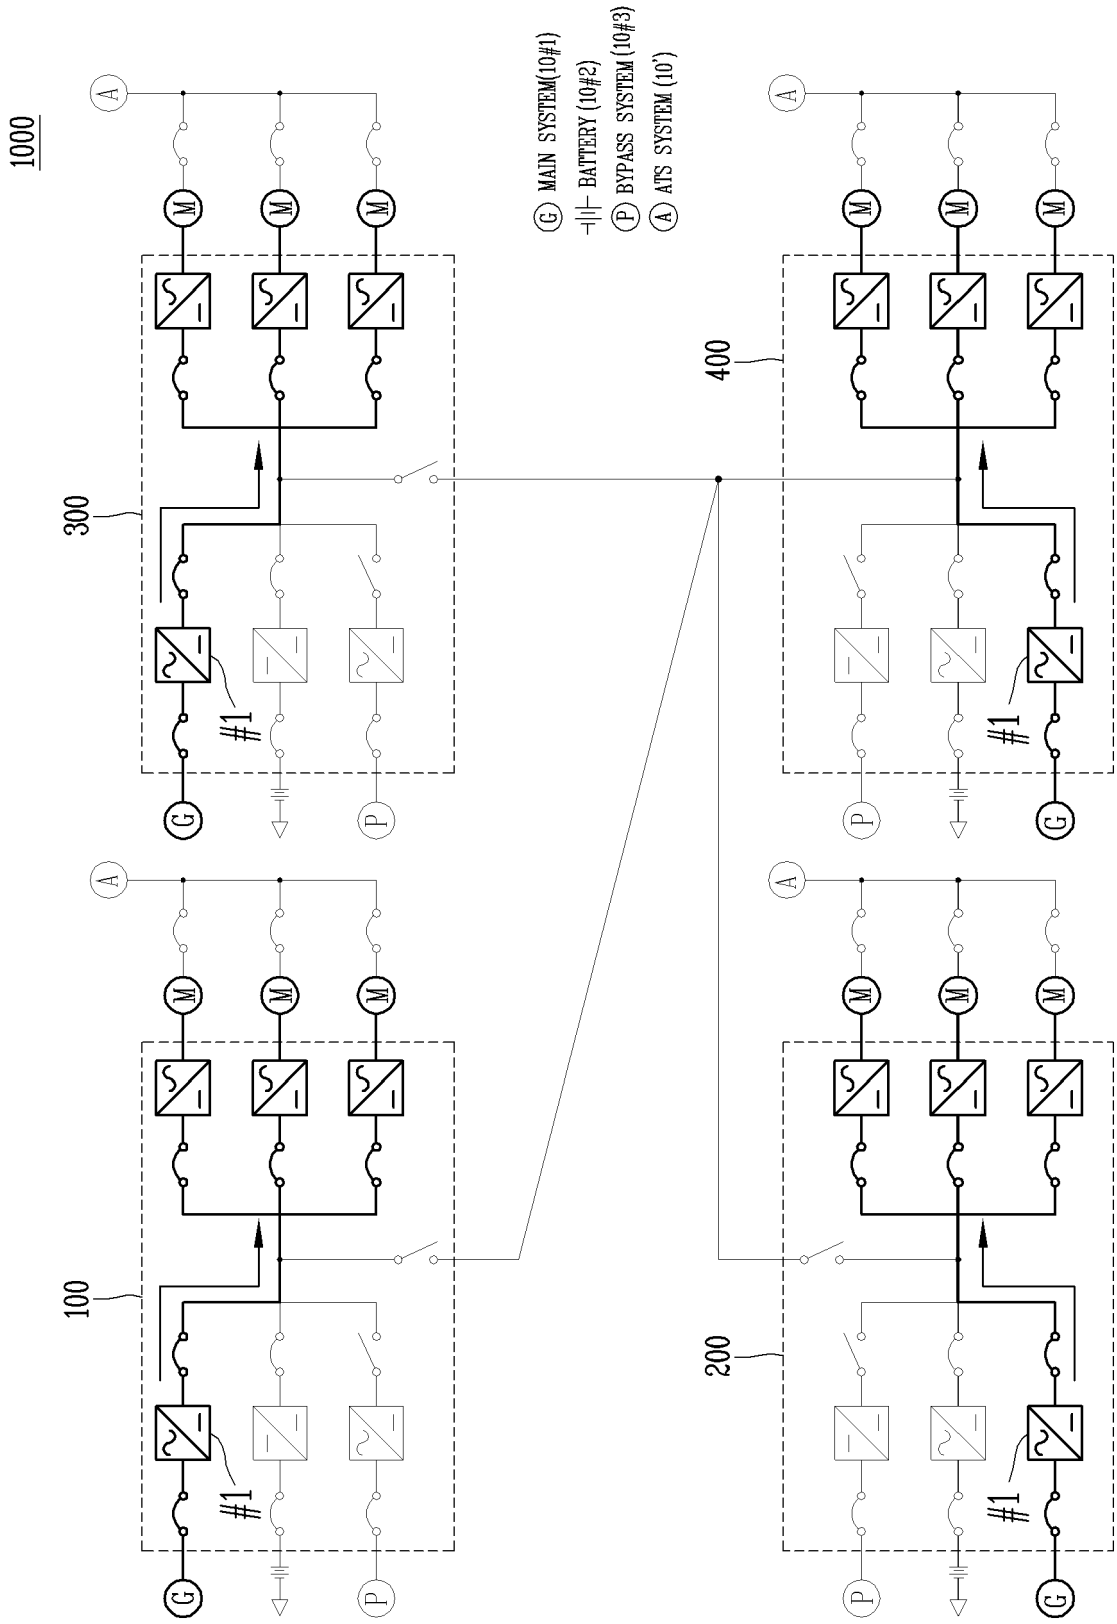 1000
100
300
A
A
G
M
G
M
#1
#1
M
M
P
M
P
M
G MAIN SYSTEM(10#1)
BATTERY (10#2)
P BYPASS SYSTEM (10#3)
A ATS SYSTEM (10')
200
400
A
A
P
M
P
M
M
M
#1
#1
G
M
G
M